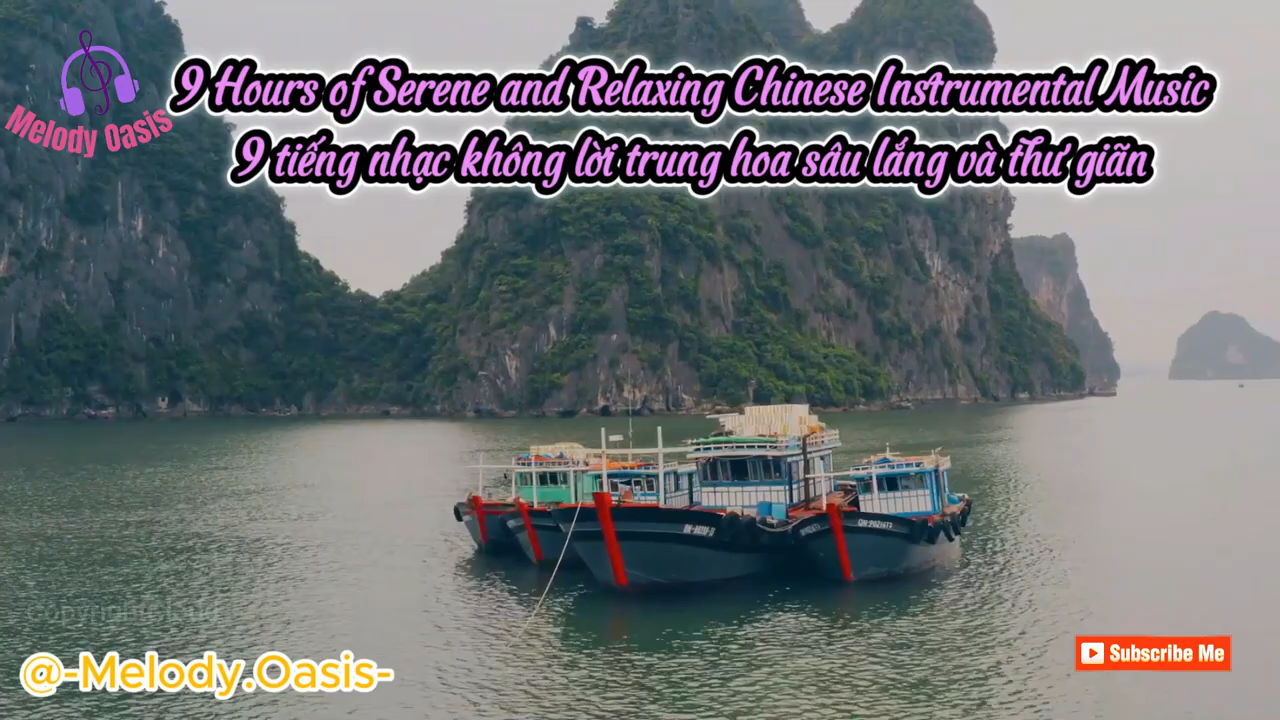 9 Hours of Serene and Relaxing Chinese Instrumental Music
Melody Oasis
9 tiếng nhạc không lời trung hoa sâu lắng và thư giãn
@-Melody.Oasis-
Subscribe Me